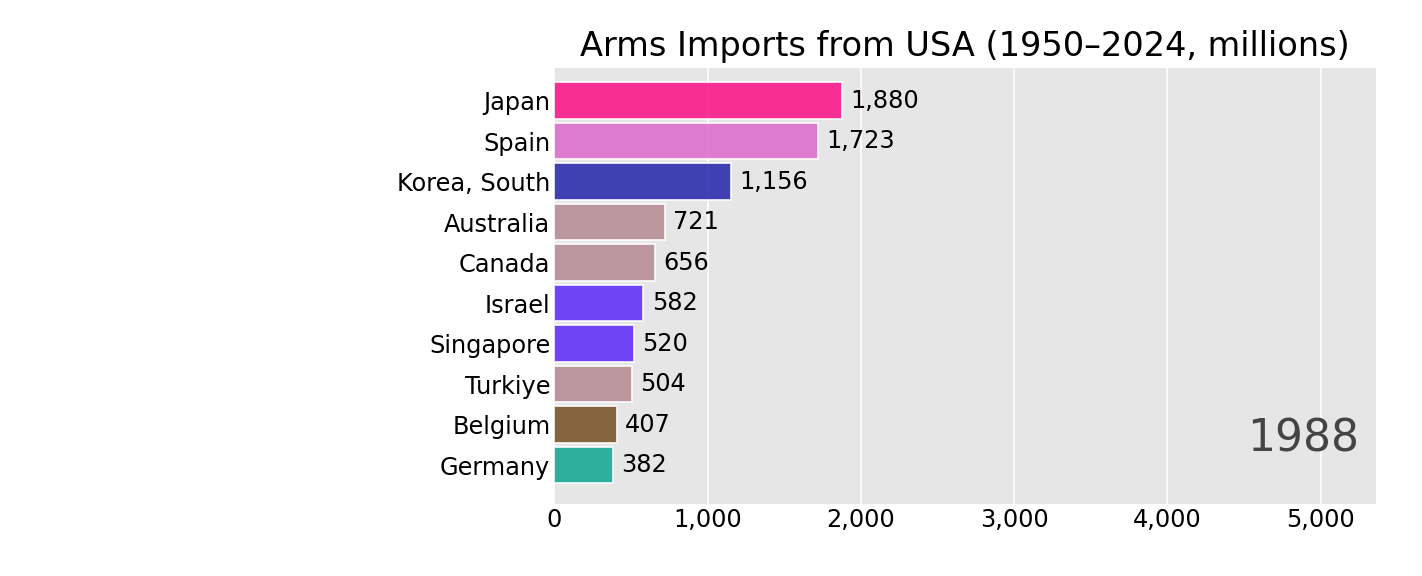 Arms Imports from USA (1950–2024, millions)
Japan 1,880
Spain 1,723
Korea, South 1,156
Australia 721
Canada 656
Israel 582
Singapore 520
Turkiye 504
Belgium 407
Germany 382
1988
0 1,000 2,000 3,000 4,000 5,000